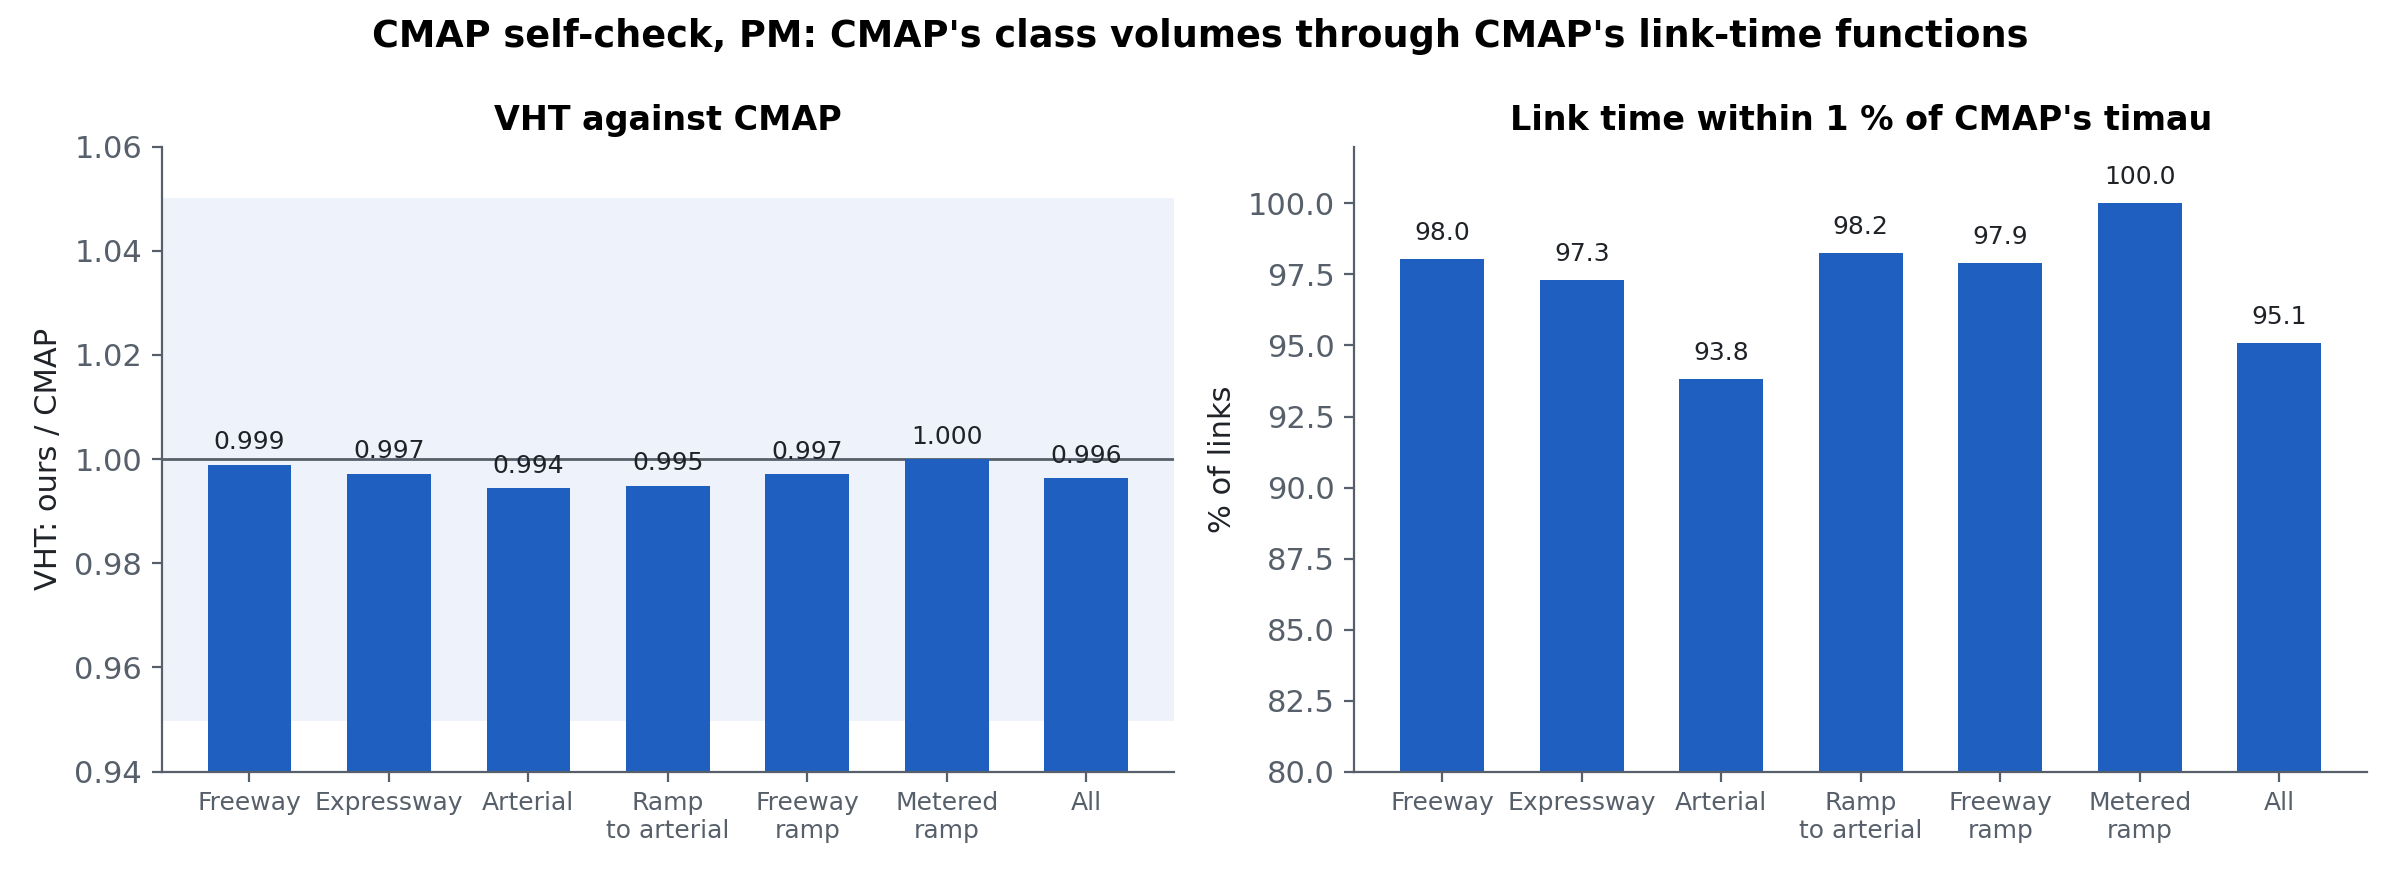 CMAP self-check, PM: CMAP's class volumes through CMAP's link-time functions
VHT against CMAP
VHT: ours / CMAP
1.06
1.04
1.02
1.00
0.98
0.96
0.94
0.999
0.997
0.994
0.995
0.997
1.000
0.996
Freeway
Expressway
Arterial
Ramp
to arterial
Freeway
ramp
Metered
ramp
All
Link time within 1 % of CMAP's timau
% of links
100.0
97.5
95.0
92.5
90.0
87.5
85.0
82.5
80.0
98.0
97.3
93.8
98.2
97.9
100.0
95.1
Freeway
Expressway
Arterial
Ramp
to arterial
Freeway
ramp
Metered
ramp
All